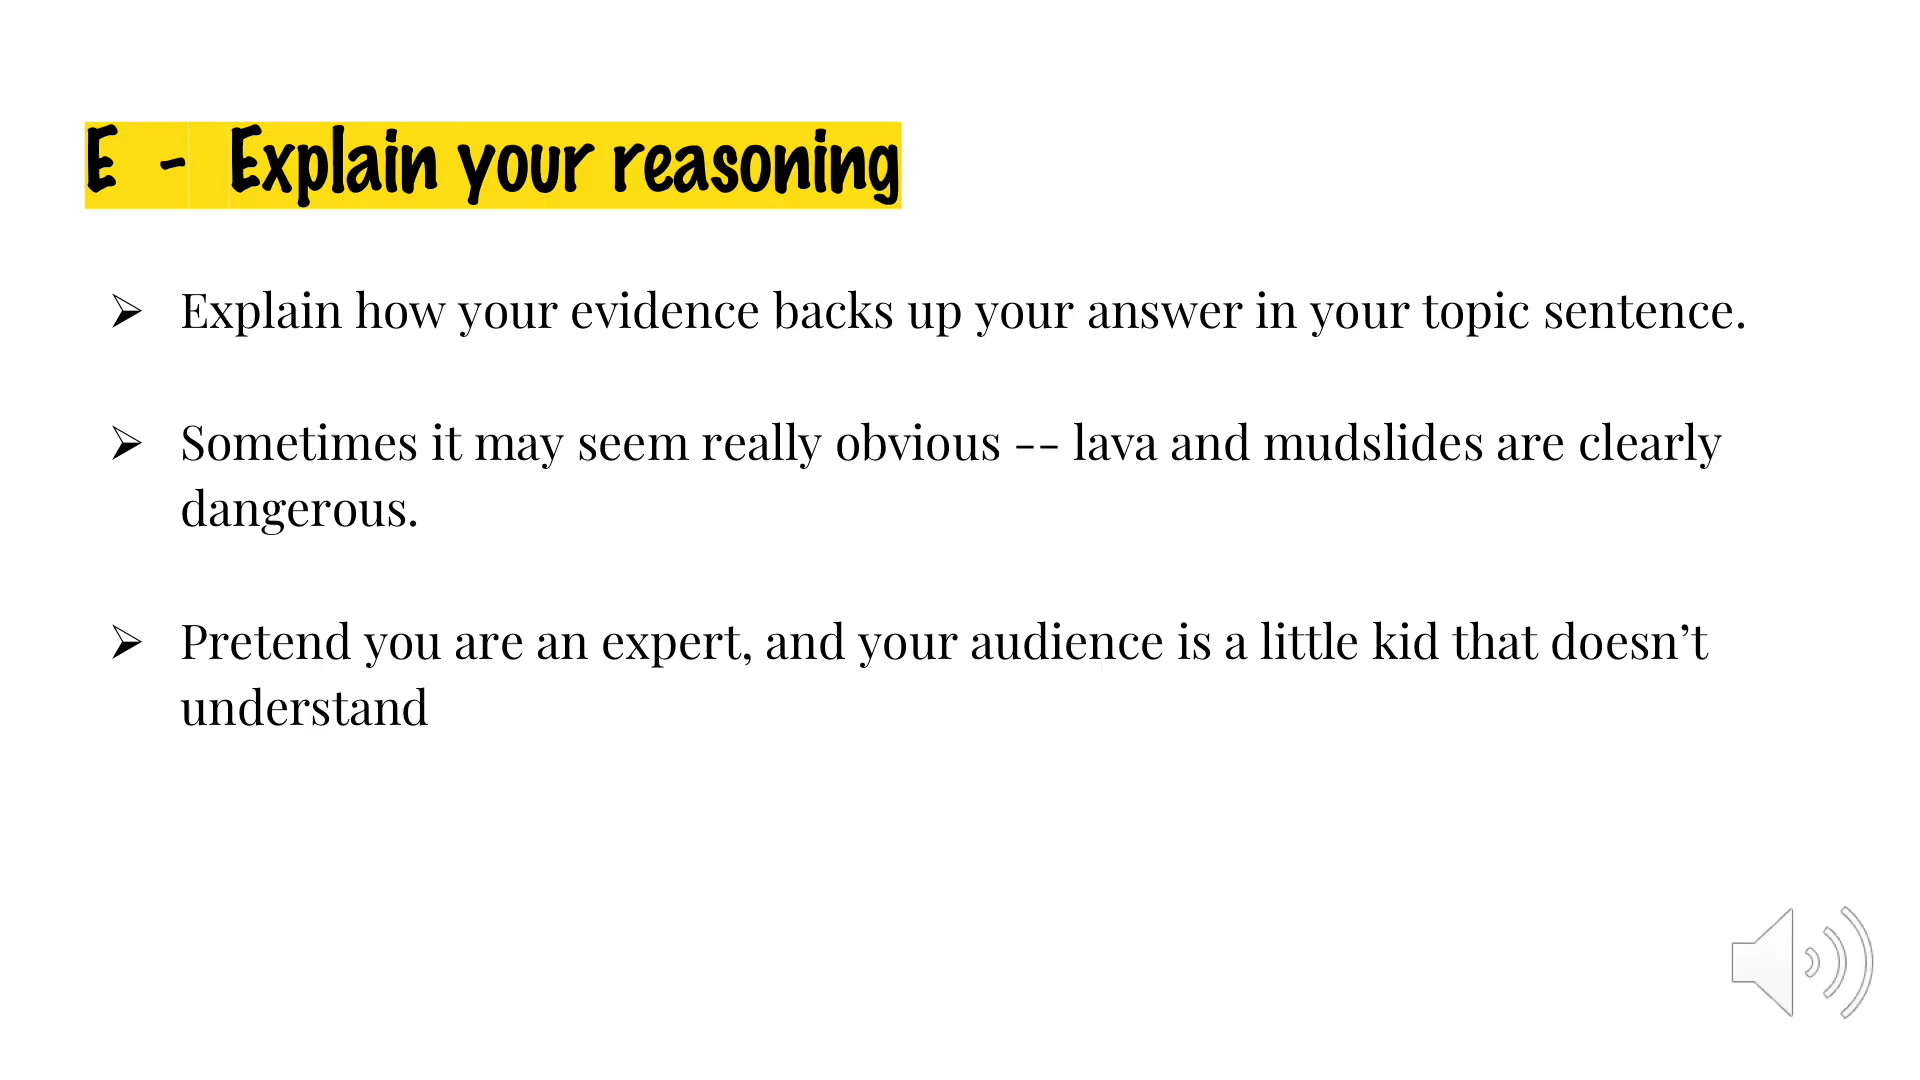 E - Explain your reasoning
➢ Explain how your evidence backs up your answer in your topic sentence.
➢ Sometimes it may seem really obvious -- lava and mudslides are clearly
dangerous.
➢ Pretend you are an expert, and your audience is a little kid that doesn’t
understand